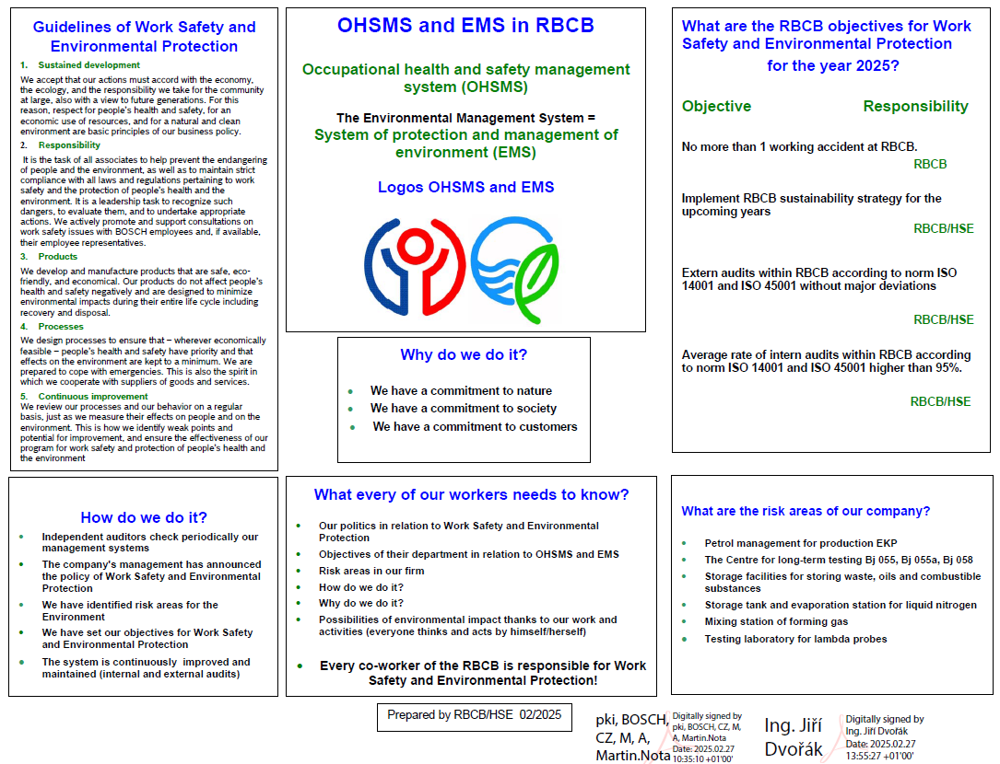 Guidelines of Work Safety and
Environmental Protection
1. Sustained development
We accept that our actions must accord with the economy,
the ecology, and the responsibility we take for the community
at large, also with a view to future generations. For this
reason, respect for people's health and safety, for an
economic use of resources, and for a natural and clean
environment are basic principles of our business policy.
2. Responsibility
It is the task of all associates to help prevent the endangering
of people and the environment, as well as to maintain strict
compliance with all laws and regulations pertaining to work
safety and the protection of people's health and the
environment. It is a leadership task to recognize such
dangers, to evaluate them, and to undertake appropriate
actions. We actively promote and support consultations on
work safety issues with BOSCH employees and, if available,
their employee representatives.
3. Products
We develop and manufacture products that are safe, eco-
friendly, and economical. Our products do not affect people's
health and safety negatively and are designed to minimize
environmental impacts during their entire life cycle including
recovery and disposal.
4. Processes
We design processes to ensure that – wherever economically
feasible – people's health and safety have priority and that
effects on the environment are kept to a minimum. We are
prepared to cope with emergencies. This is also the spirit in
which we cooperate with suppliers of goods and services.
5. Continuous improvement
We review our processes and our behavior on a regular
basis, just as we measure their effects on people and on the
environment. This is how we identify weak points and
potential for improvement, and ensure the effectiveness of our
program for work safety and protection of people's health and
the environment
OHSMS and EMS in RBCB
Occupational health and safety management
system (OHSMS)
The Environmental Management System =
System of protection and management of
environment (EMS)
Logos OHSMS and EMS
Why do we do it?
• We have a commitment to nature
• We have a commitment to society
• We have a commitment to customers
What are the RBCB objectives for Work
Safety and Environmental Protection
for the year 2025?
Objective Responsibility
No more than 1 working accident at RBCB.
RBCB
Implement RBCB sustainability strategy for the
upcoming years
RBCB/HSE
Extern audits within RBCB according to norm ISO
14001 and ISO 45001 without major deviations
RBCB/HSE
Average rate of intern audits within RBCB according
to norm ISO 14001 and ISO 45001 higher than 95%.
RBCB/HSE
How do we do it?
• Independent auditors check periodically our
management systems
• The company's management has announced
the policy of Work Safety and Environmental
Protection
• We have identified risk areas for the
Environment
• We have set our objectives for Work Safety
and Environmental Protection
• The system is continuously improved and
maintained (internal and external audits)
What every of our workers needs to know?
• Our politics in relation to Work Safety and Environmental
Protection
• Objectives of their department in relation to OHSMS and EMS
• Risk areas in our firm
• How do we do it?
• Why do we do it?
• Possibilities of environmental impact thanks to our work and
activities (everyone thinks and acts by himself/herself)
• Every co-worker of the RBCB is responsible for Work
Safety and Environmental Protection!
What are the risk areas of our company?
• Petrol management for production EKP
• The Centre for long-term testing Bj 055, Bj 055a, Bj 058
• Storage facilities for storing waste, oils and combustible
substances
• Storage tank and evaporation station for liquid nitrogen
• Mixing station of forming gas
• Testing laboratory for lambda probes
Prepared by RBCB/HSE 02/2025
pki, BOSCH,
CZ, M, A,
Martin.Nota
Digitally signed by
pki, BOSCH, CZ, M,
A, Martin.Nota
Date: 2025.02.27
10:35:10 +01'00'
Ing. Jiří
Dvořák
Digitally signed by
Ing. Jiří Dvořák
Date: 2025.02.27
13:55:27 +01'00'